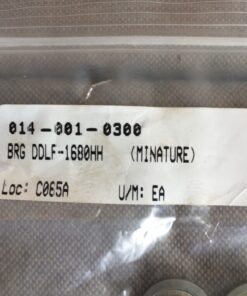 014-001-0300
BRG DDLF-1680HH (MINATURE)
Loc: C065A U/M: EA